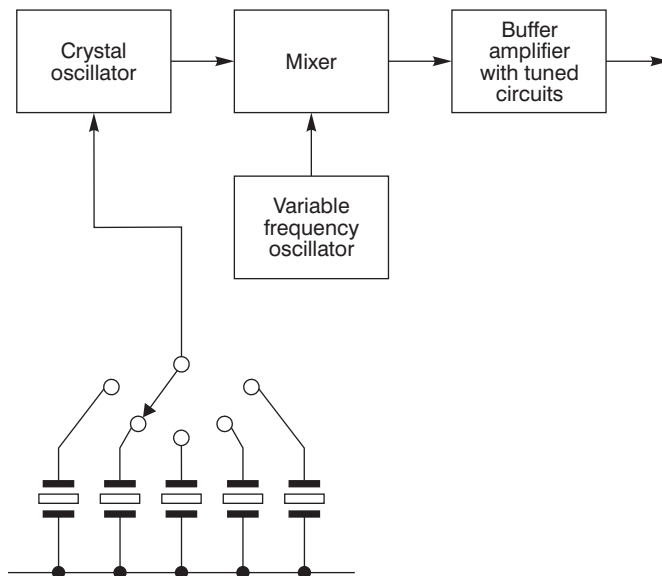 Crystal
oscillator
Mixer
Buffer
amplifier
with tuned
circuits
Variable
frequency
oscillator